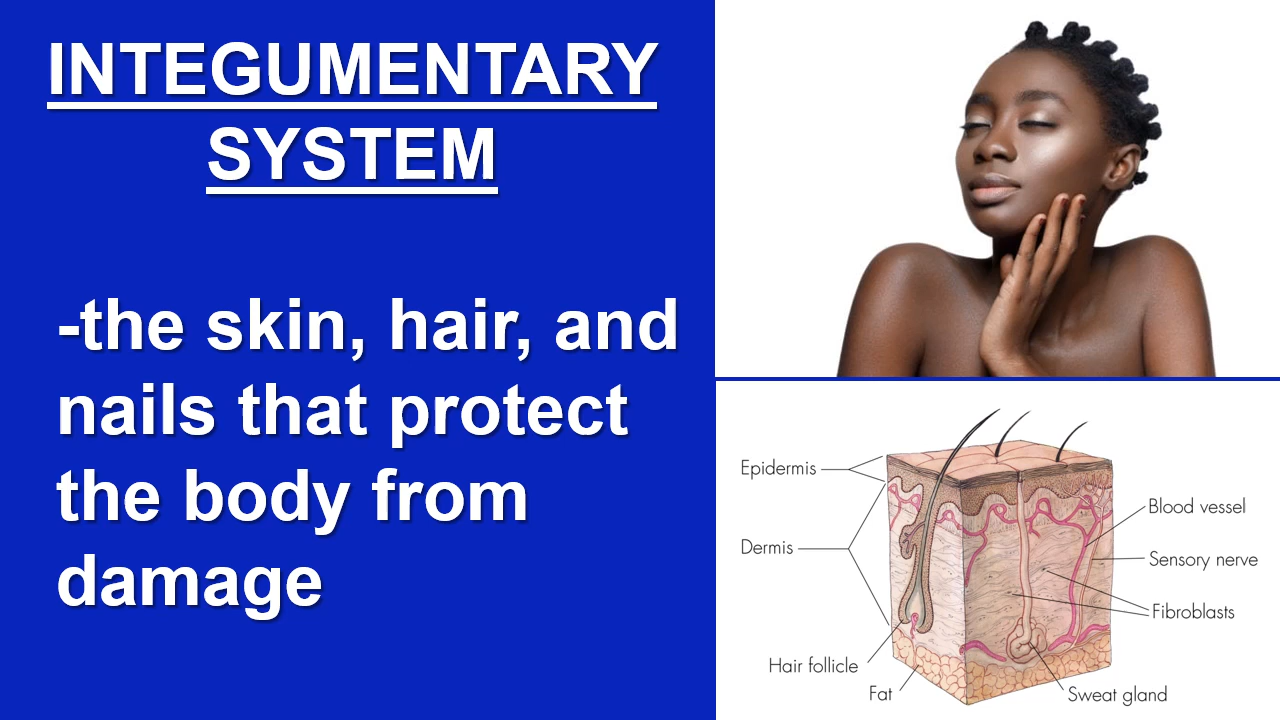 INTEGUMENTARY
SYSTEM
-the skin, hair, and
nails that protect
the body from
damage
Epidermis
Dermis
Hair follicle
Fat
Blood vessel
Sensory nerve
Fibroblasts
Sweat gland